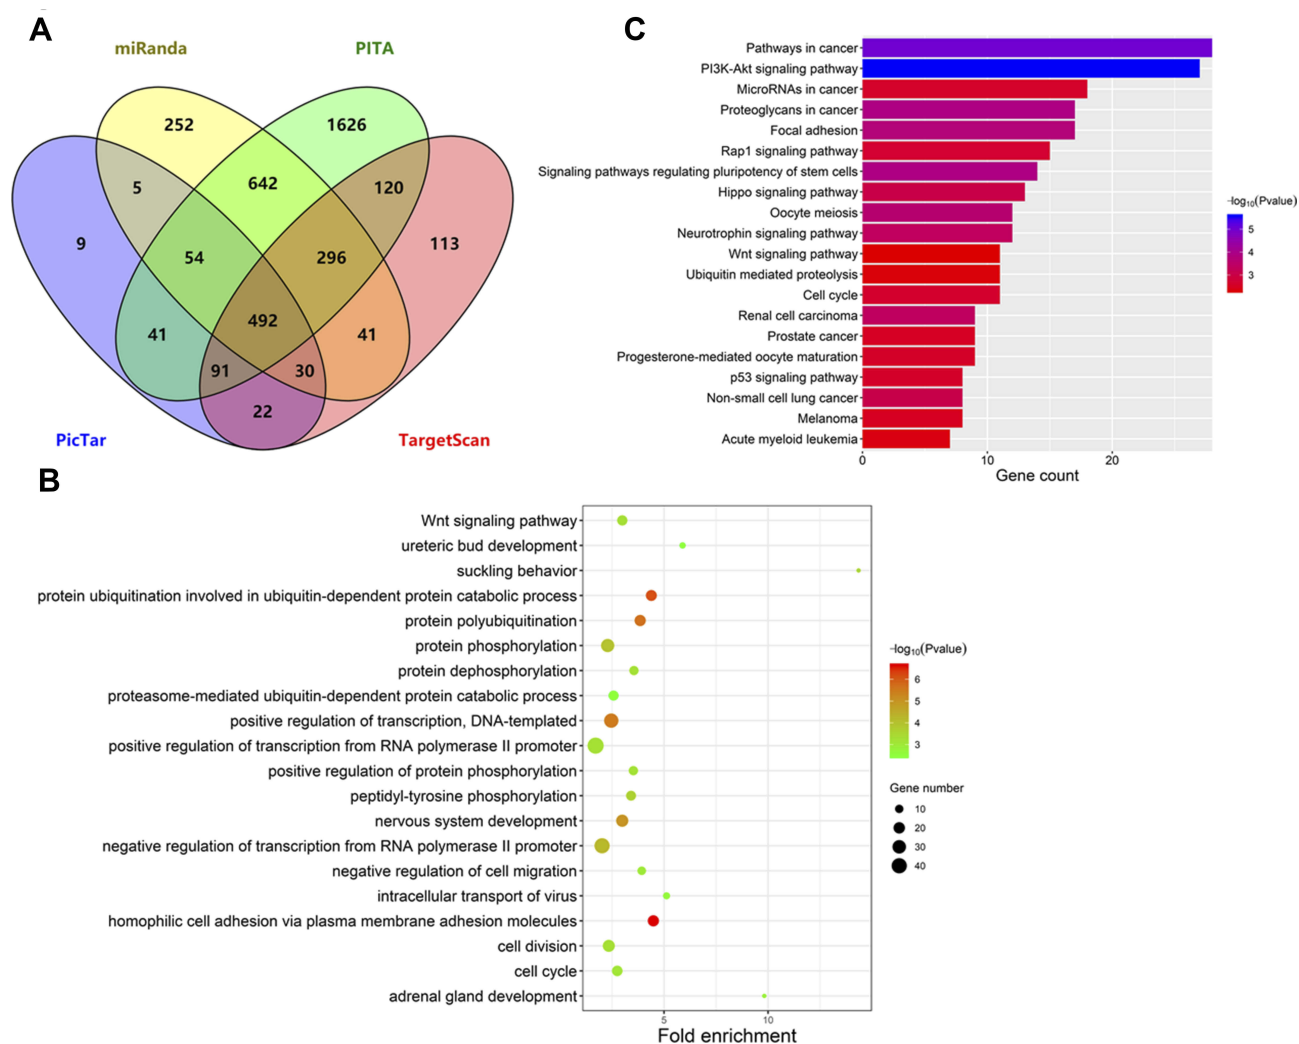 A
miRanda
PITA
252
1626
5
642
120
9
54
296
113
492
41
41
91
30
22
PicTar
TargetScan
C
Pathways in cancer
PI3K-Akt signaling pathway
MicroRNAs in cancer
Proteoglycans in cancer
Focal adhesion
Rap1 signaling pathway
Signaling pathways regulating pluripotency of stem cells
Hippo signaling pathway
Oocyte meiosis
Neurotrophin signaling pathway
Wnt signaling pathway
Ubiquitin mediated proteolysis
Cell cycle
Renal cell carcinoma
Prostate cancer
Progesterone-mediated oocyte maturation
p53 signaling pathway
Non-small cell lung cancer
Melanoma
Acute myeloid leukemia
0 10 20
Gene count
-log10(Pvalue)
5
4
3
B
Wnt signaling pathway
ureteric bud development
suckling behavior
protein ubiquitination involved in ubiquitin-dependent protein catabolic process
protein polyubiquitination
protein phosphorylation
protein dephosphorylation
proteasome-mediated ubiquitin-dependent protein catabolic process
positive regulation of transcription, DNA-templated
positive regulation of transcription from RNA polymerase II promoter
positive regulation of protein phosphorylation
peptidyl-tyrosine phosphorylation
nervous system development
negative regulation of transcription from RNA polymerase II promoter
negative regulation of cell migration
intracellular transport of virus
homophilic cell adhesion via plasma membrane adhesion molecules
cell division
cell cycle
adrenal gland development
5 10
Fold enrichment
-log10(Pvalue)
6
5
4
3
Gene number
10
20
30
40